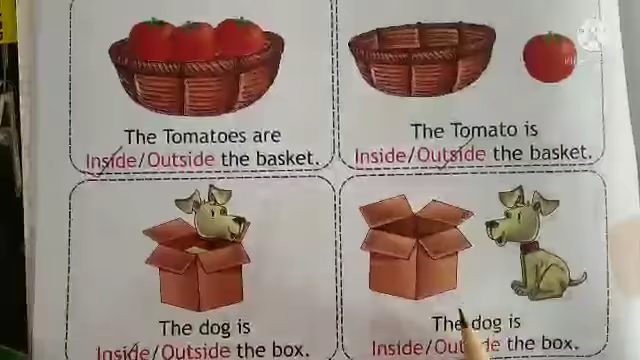 The Tomatoes are
Inside/Outside the basket.
The Tomato is
Inside/Outside the basket.
The dog is
Inside/Outside the box.
The dog is
Inside/Outside the box.